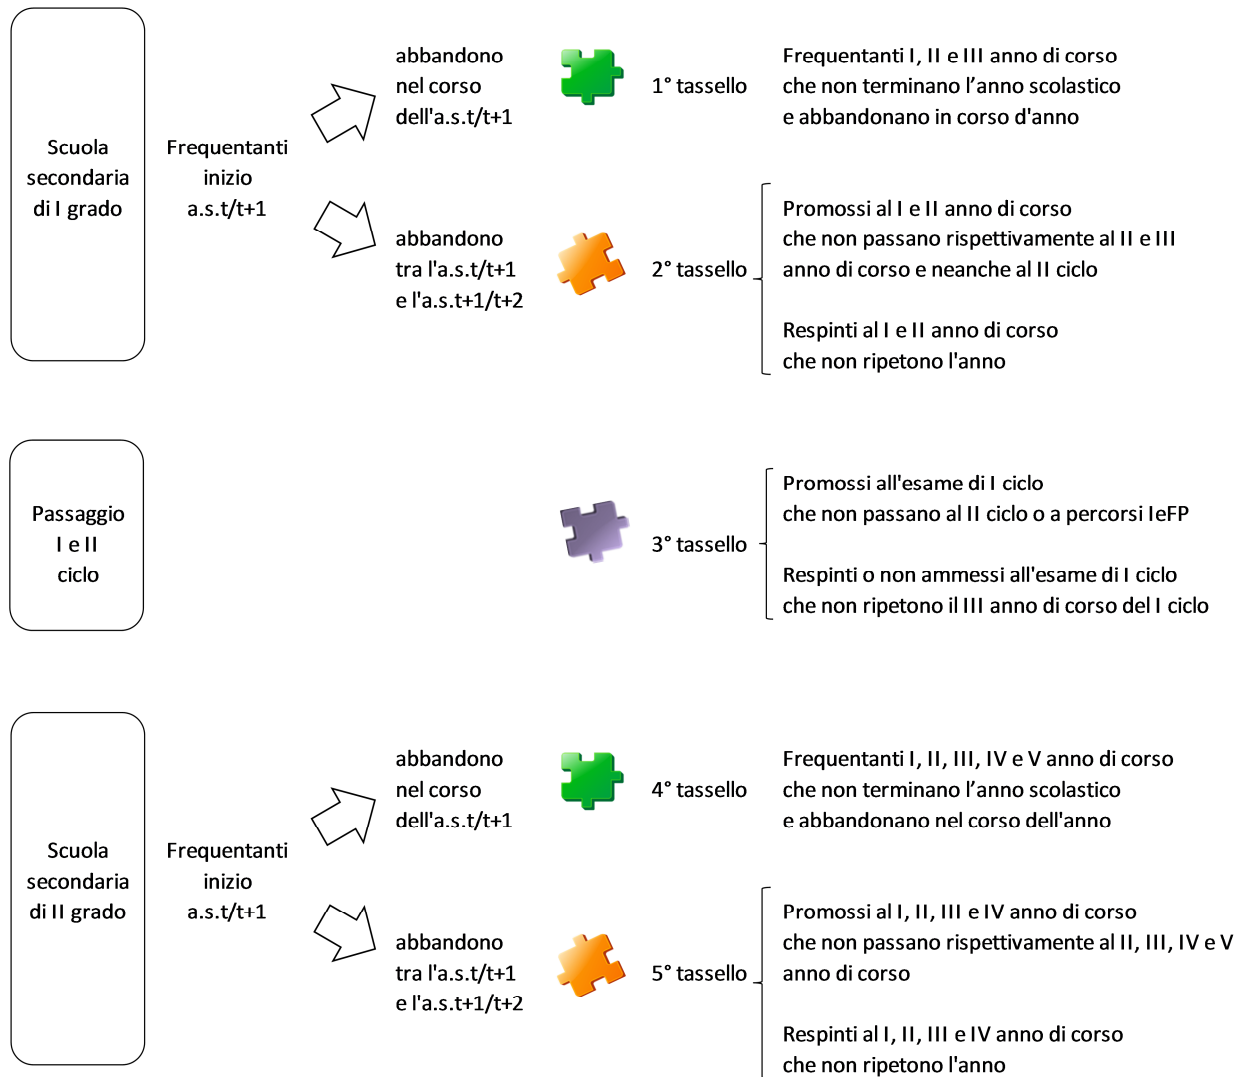 Scuola
secondaria
di I grado
Frequentanti
inizio
a.s.t/t+1
abbandono
nel corso
dell'a.s.t/t+1
1° tassello
Frequentanti I, II e III anno di corso
che non terminano l’anno scolastico
e abbandonano in corso d'anno
abbandono
tra l'a.s.t/t+1
e l'a.s.t+1/t+2
2° tassello
Promossi al I e II anno di corso
che non passano rispettivamente al II e III
anno di corso e neanche al II ciclo
Respinti al I e II anno di corso
che non ripetono l'anno
Passaggio
I e II
ciclo
3° tassello
Promossi all'esame di I ciclo
che non passano al II ciclo o a percorsi IeFP
Respinti o non ammessi all'esame di I ciclo
che non ripetono il III anno di corso del I ciclo
Scuola
secondaria
di II grado
Frequentanti
inizio
a.s.t/t+1
abbandono
nel corso
dell'a.s.t/t+1
4° tassello
Frequentanti I, II, III, IV e V anno di corso
che non terminano l’anno scolastico
e abbandonano nel corso dell'anno
abbandono
tra l'a.s.t/t+1
e l'a.s.t+1/t+2
5° tassello
Promossi al I, II, III e IV anno di corso
che non passano rispettivamente al II, III, IV e V
anno di corso
Respinti al I, II, III e IV anno di corso
che non ripetono l'anno